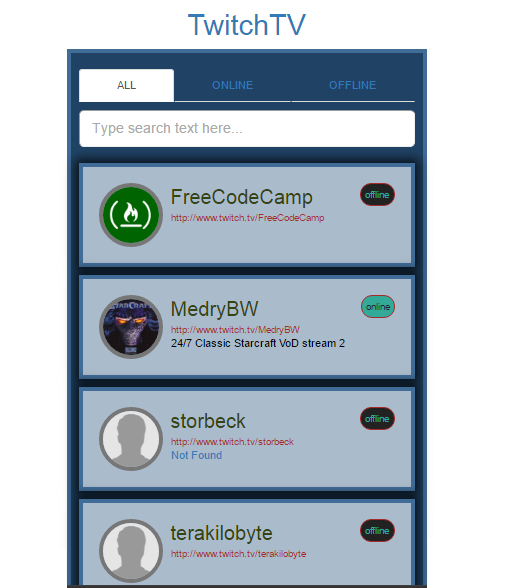 TwitchTV
ALL ONLINE OFFLINE
Type search text here...
FreeCodeCamp offline
http://www.twitch.tv/FreeCodeCamp
MedryBW online
http://www.twitch.tv/MedryBW
24/7 Classic Starcraft VoD stream 2
storbeck offline
http://www.twitch.tv/storbeck
Not Found
terakilobyte offline
http://www.twitch.tv/terakilobyte